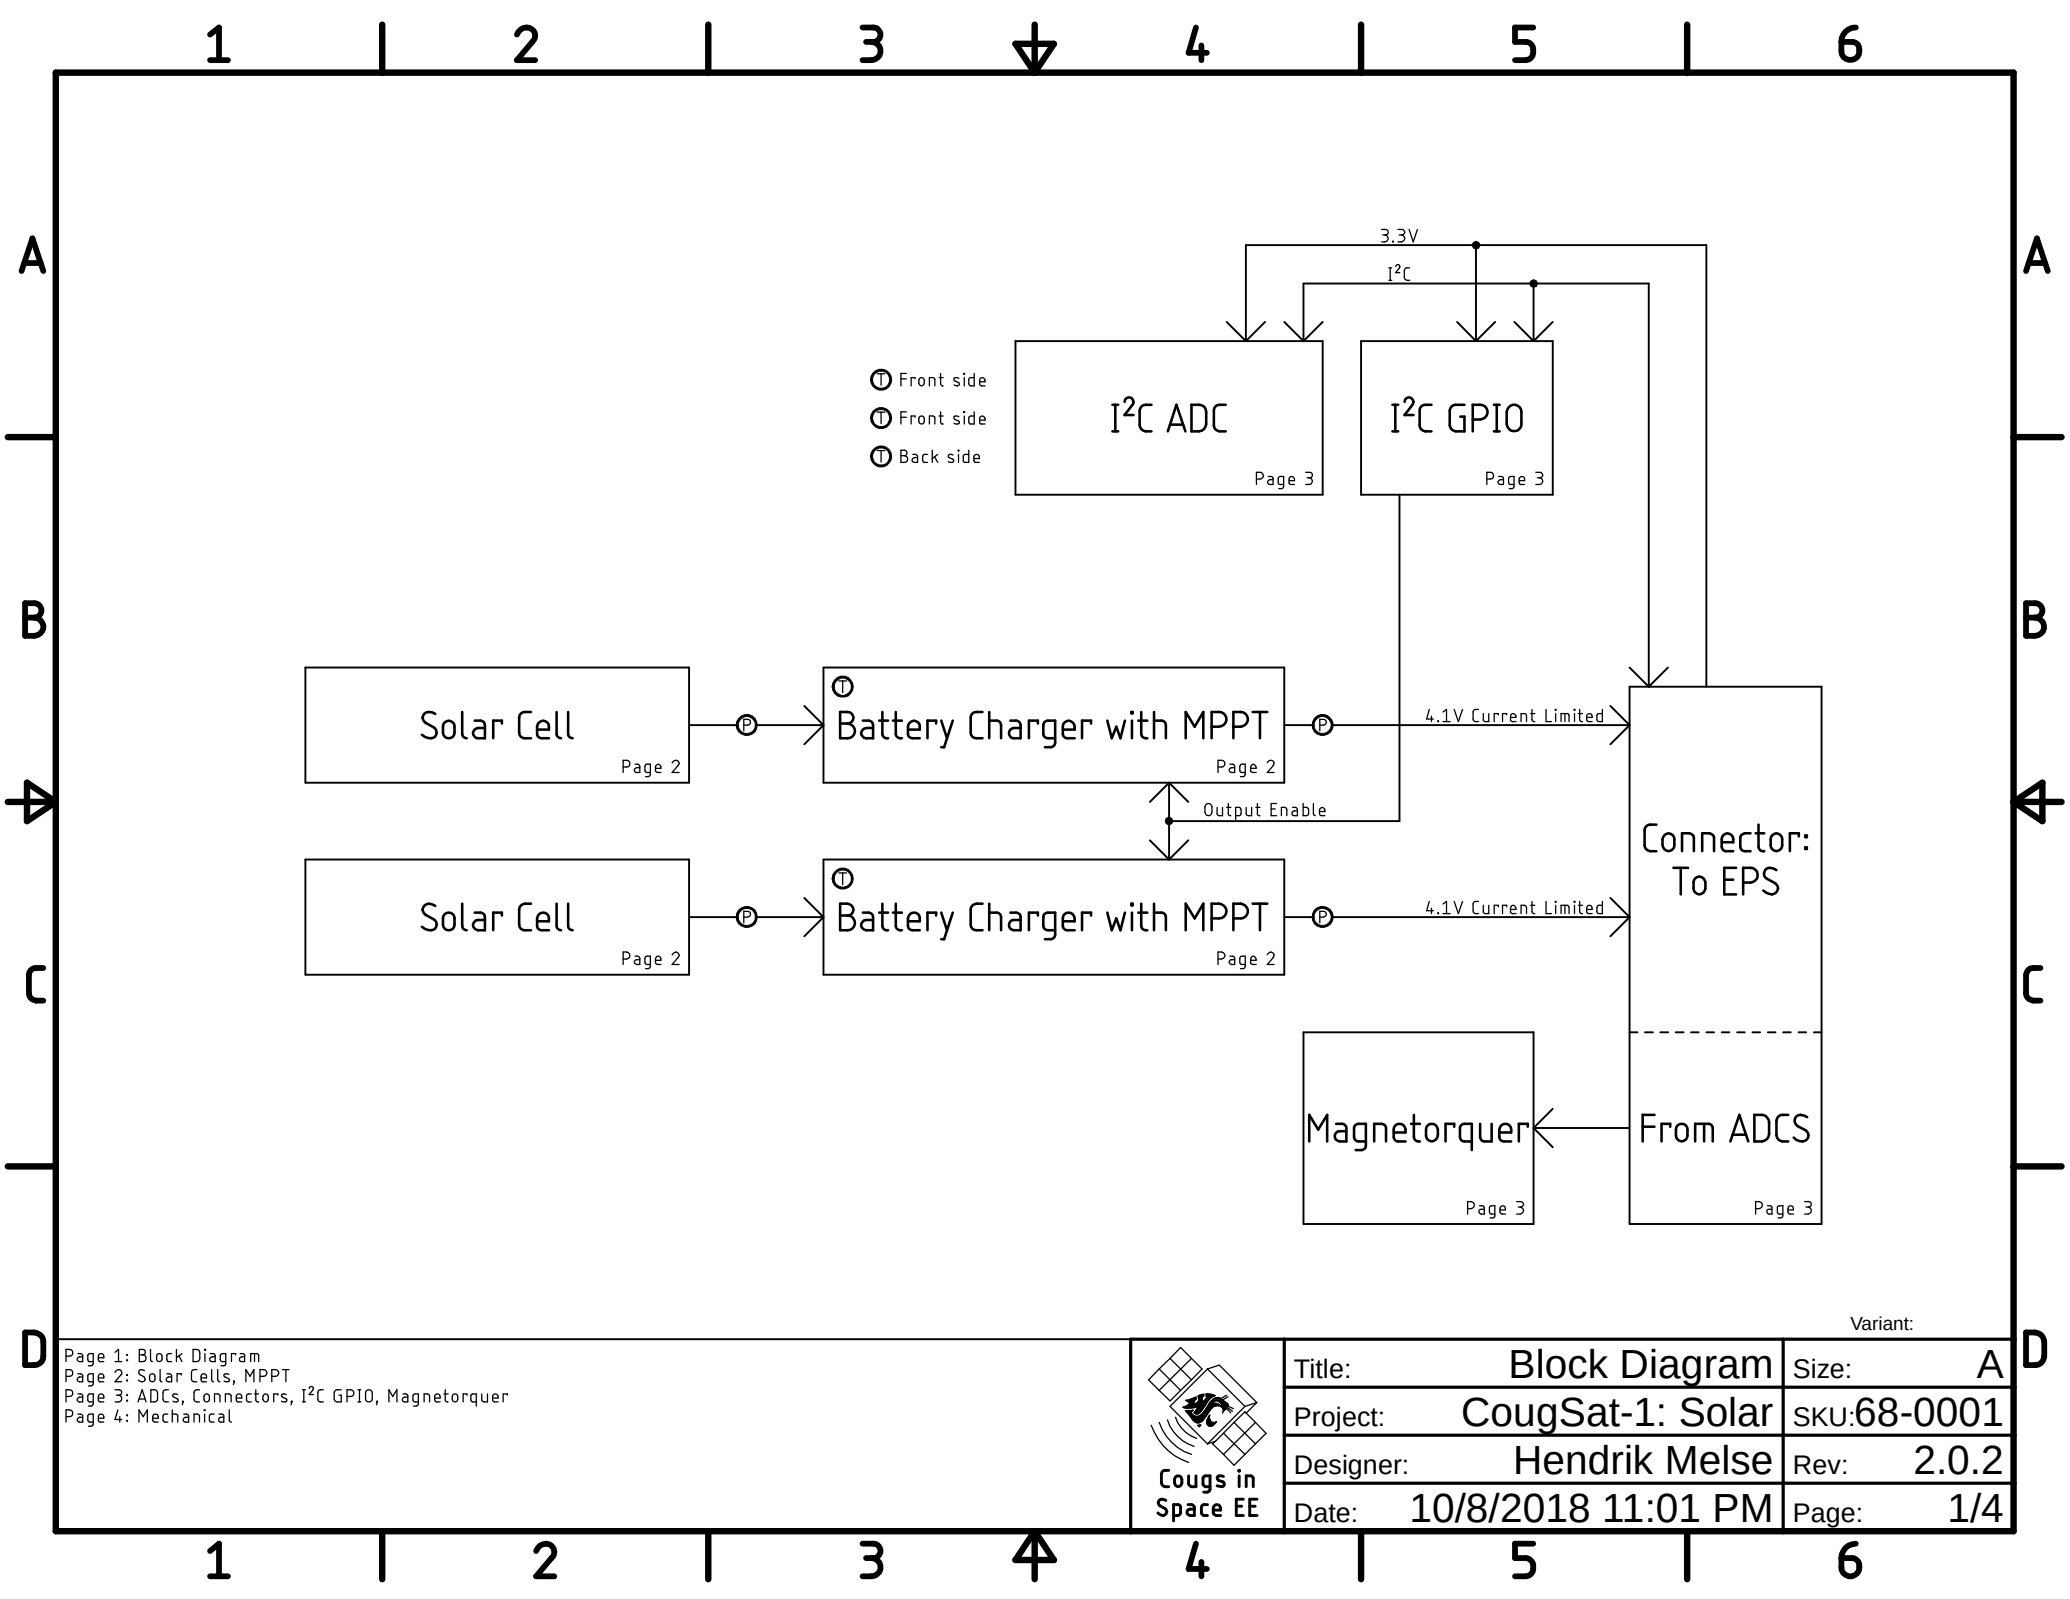 1 2 3 4 5 6
A A
3.3V
I²C
T Front side
T Front side
T Back side
I²C ADC
Page 3
I²C GPIO
Page 3
B B
Solar Cell
Page 2
P
T
Battery Charger with MPPT
Page 2
P
4.1V Current Limited
Output Enable
Solar Cell
Page 2
P
T
Battery Charger with MPPT
Page 2
P
4.1V Current Limited
Connector:
To EPS
C C
Magnetorquer
Page 3
From ADCS
Page 3
D D
Page 1: Block Diagram
Page 2: Solar Cells, MPPT
Page 3: ADCs, Connectors, I²C GPIO, Magnetorquer
Page 4: Mechanical
Cougs in
Space EE
Variant:
Title: Block Diagram Size: A
Project: CougSat-1: Solar SKU:68-0001
Designer: Hendrik Melse Rev: 2.0.2
Date: 10/8/2018 11:01 PM Page: 1/4
1 2 3 4 5 6